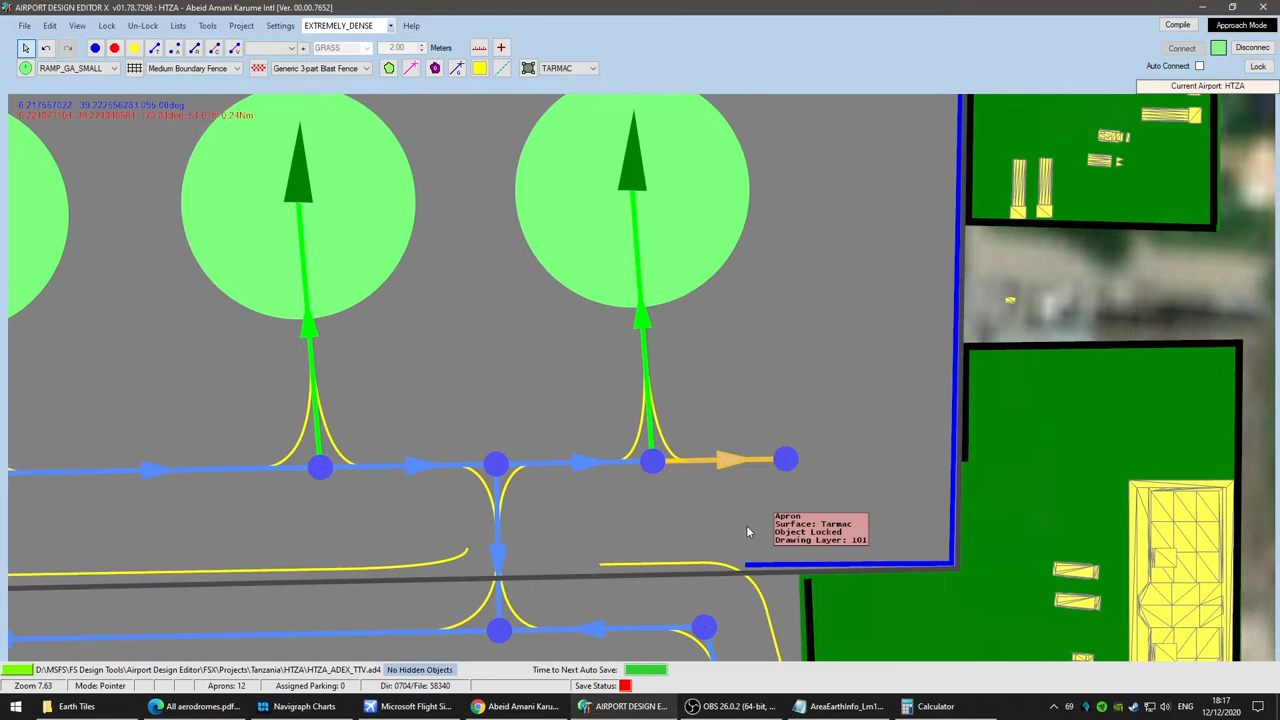 AIRPORT DESIGN EDITOR X v01.78.7298 : HTZA - Abeid Amani Karume Intl [Ver. 00.00.7652]
File Edit View Lock Un-Lock Lists Tools Project Settings EXTREMELY_DENSE Help
Compile Approach Mode
GRASS 2.00 Meters
Connect Disconnec
RAMP_GA_SMALL Medium Boundary Fence Generic 3-part Blast Fence TARMAC
Auto Connect Lock
Current Airport: HTZA
Apron
Surface: Tarmac
Object Locked
Drawing Layer: 101
D:\MSFS\FS Design Tools\Airport Design Editor\FSX\Projects\Tanzania\HTZA\HTZA_ADEX_TTV.ad4 No Hidden Objects Time to Next Auto Save:
Zoom 7.63 Mode: Pointer Aprons: 12 Assigned Parking: 0 Dir: 0704/File: 58340 Save Status:
Earth Tiles All aerodromes.pdf... Navigraph Charts Microsoft Flight Si... Abeid Amani Karu... AIRPORT DESIGN E... OBS 26.0.2 (64-bit, ... AreaEarthInfo_Lm1... Calculator 69 18:17
12/12/2020